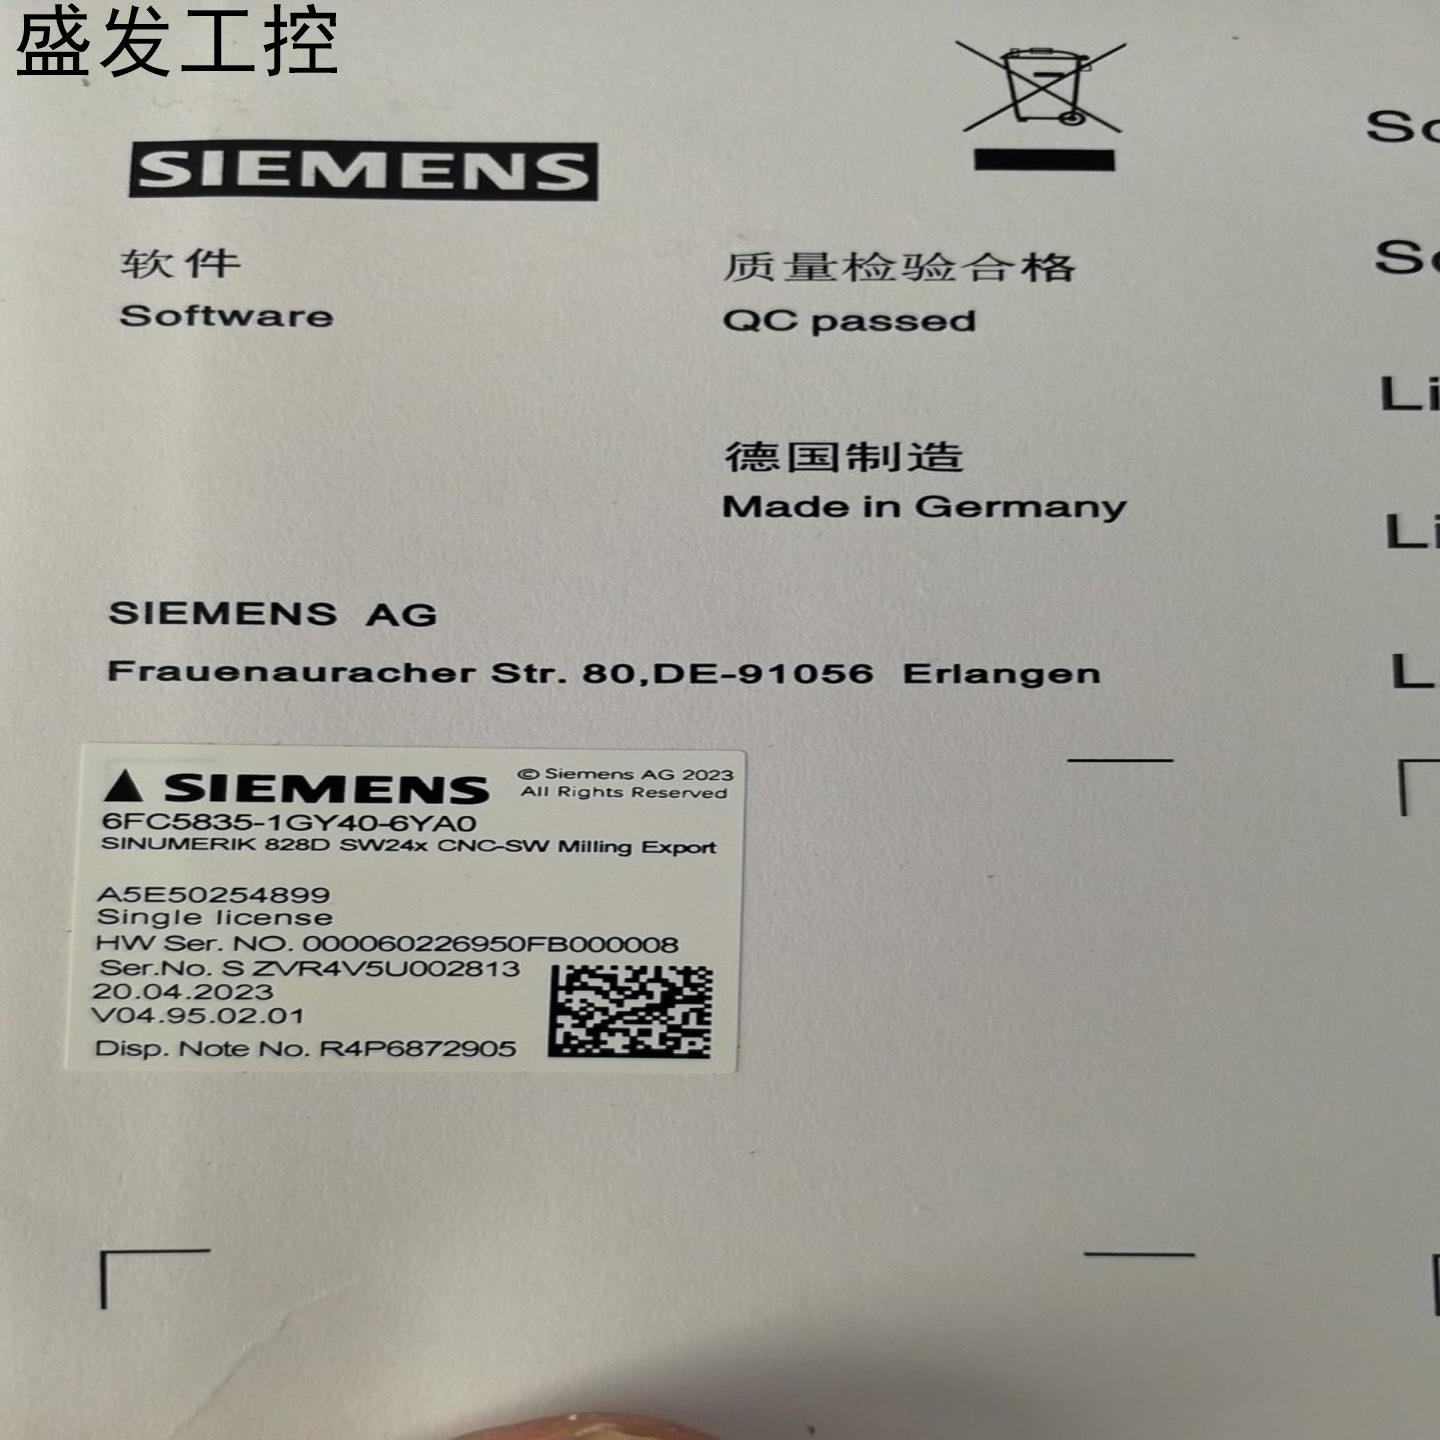 盛发工控
SIEMENS
软件
Software
质量检验合格
QC passed
德国制造
Made in Germany
SIEMENS AG
Frauenauracher Str. 80,DE-91056 Erlangen
SIEMENS
© Siemens AG 2023
All Rights Reserved
6FC5835-1GY40-6YA0
SINUMERIK 828D SW24x CNC-SW Milling Export
A5E50254899
Single license
HW Ser. NO. 000060226950FB000008
Ser.No. S ZVR4V5U002813
20.04.2023
V04.95.02.01
Disp. Note No. R4P6872905